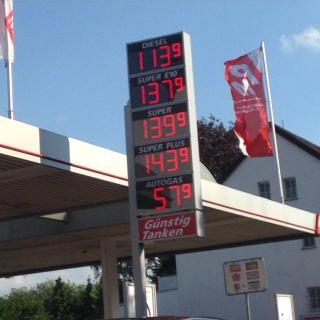 DIESEL
113⁹
SUPER E10
137⁹
SUPER
139⁹
SUPER PLUS
143⁹
AUTOGAS
57⁹
Günstig
Tanken